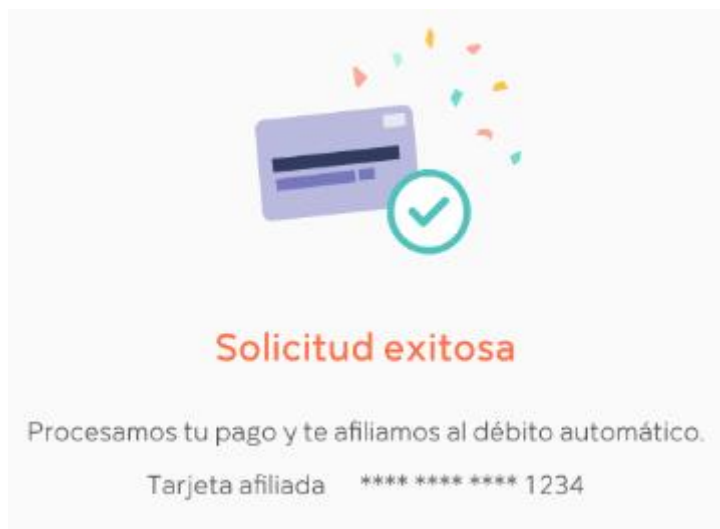 Solicitud exitosa
Procesamos tu pago y te afiliamos al débito automático.
Tarjeta afiliada **** **** **** 1234